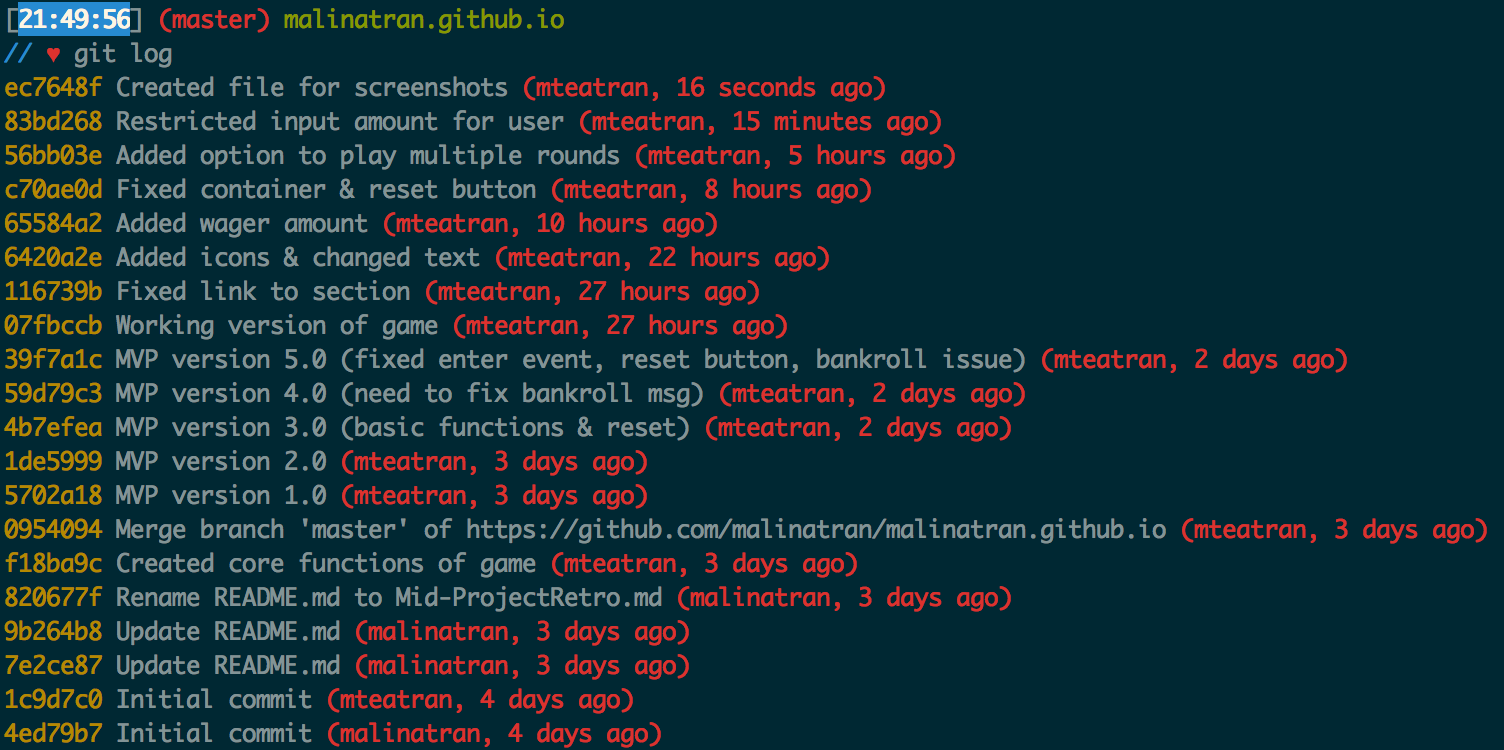 [21:49:56] (master) malinatran.github.io
// ♥ git log
ec7648f Created file for screenshots (mteatran, 16 seconds ago)
83bd268 Restricted input amount for user (mteatran, 15 minutes ago)
56bb03e Added option to play multiple rounds (mteatran, 5 hours ago)
c70ae0d Fixed container & reset button (mteatran, 8 hours ago)
65584a2 Added wager amount (mteatran, 10 hours ago)
6420a2e Added icons & changed text (mteatran, 22 hours ago)
116739b Fixed link to section (mteatran, 27 hours ago)
07fbccb Working version of game (mteatran, 27 hours ago)
39f7a1c MVP version 5.0 (fixed enter event, reset button, bankroll issue) (mteatran, 2 days ago)
59d79c3 MVP version 4.0 (need to fix bankroll msg) (mteatran, 2 days ago)
4b7efea MVP version 3.0 (basic functions & reset) (mteatran, 2 days ago)
1de5999 MVP version 2.0 (mteatran, 3 days ago)
5702a18 MVP version 1.0 (mteatran, 3 days ago)
0954094 Merge branch 'master' of https://github.com/malinatran/malinatran.github.io (mteatran, 3 days ago)
f18ba9c Created core functions of game (mteatran, 3 days ago)
820677f Rename README.md to Mid-ProjectRetro.md (malinatran, 3 days ago)
9b264b8 Update README.md (malinatran, 3 days ago)
7e2ce87 Update README.md (malinatran, 3 days ago)
1c9d7c0 Initial commit (mteatran, 4 days ago)
4ed79b7 Initial commit (malinatran, 4 days ago)